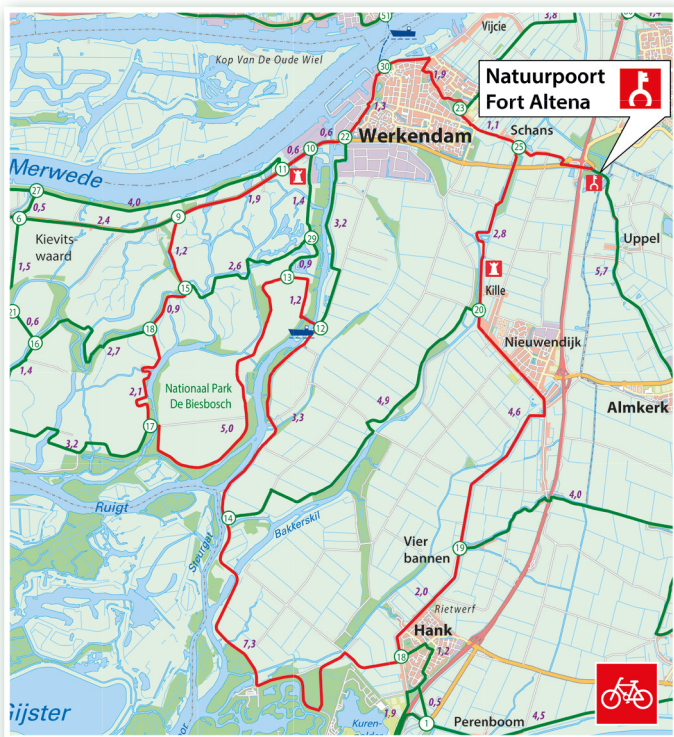 51
3,8
60
1,4
Vijcie
Kop Van De Oude Wiel
30
1,9
Natuurpoort
Fort Altena
1,3
23
1,1
0,6
22
Werkendam
Schans
10
25
0,6
11
Merwede
4,0
27
1,9
1,4
0,5
9
6
2,4
3,2
2,8
Uppel
Kievits-
waard
29
1,2
2,6
5,7
1,5
0,9
13
Kille
15
1,2
0,9
20
21
0,6
18
12
Nieuwendijk
16
2,7
1,4
Nationaal Park
De Biesbosch
2,1
4,9
4,6
Almkerk
3,3
17
5,0
3,2
4,0
Ruigt
14
Bakkerskil
Steurgat
Vier
bannen
19
2,0
Rietwerf
Hank
7,3
18
1,2
0,5
Gijster
1,9
1
Perenboom
4,5
Kuren-